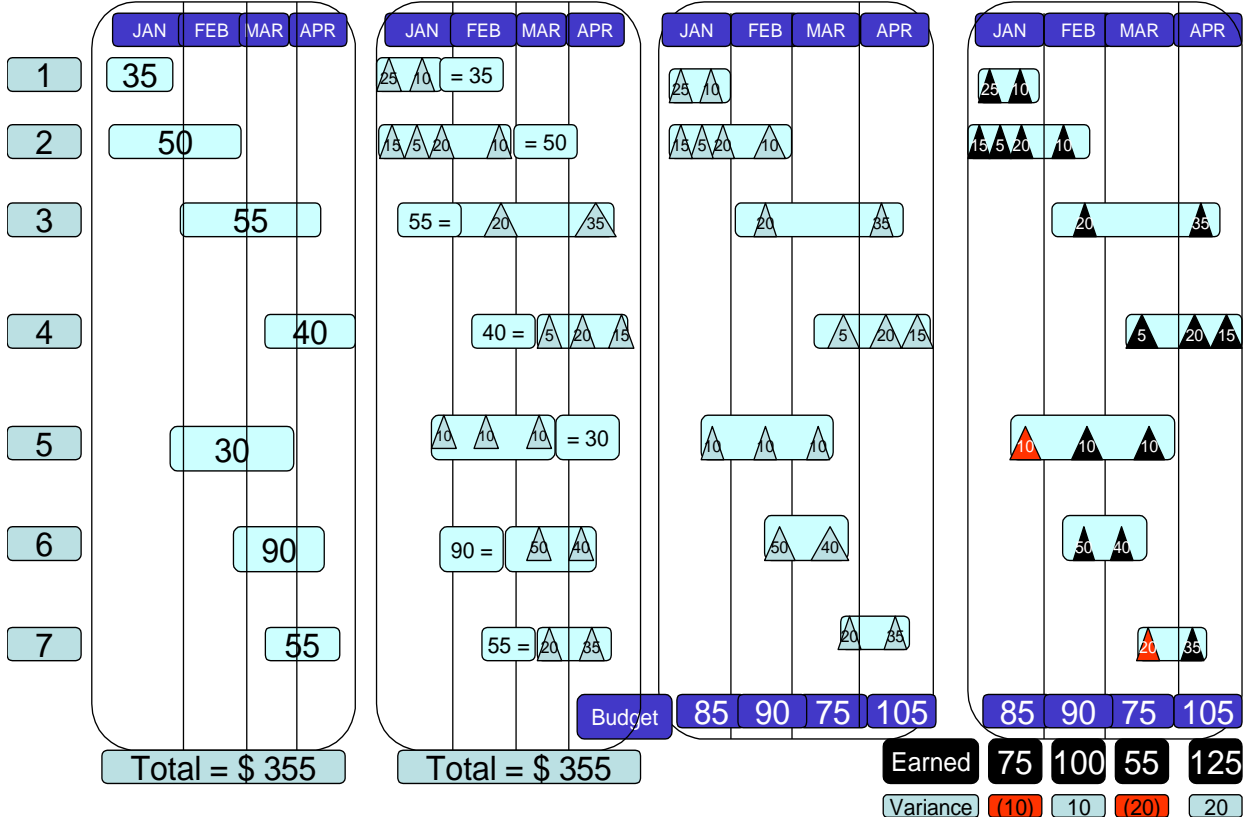 JAN FEB MAR APR JAN FEB MAR APR JAN FEB MAR APR JAN FEB MAR APR
1 35 25 10 = 35 25 10 25 10
2 50 15 5 20 10 = 50 15 5 20 10 15 5 20 10
3 55 55 = 20 35 20 35 20 35
4 40 40 = 5 20 15 5 20 15 5 20 15
5 30 10 10 10 = 30 10 10 10 10 10 10
6 90 90 = 50 40 50 40 50 40
7 55 55 = 20 35 20 35 20 35
Budget 85 90 75 105 85 90 75 105
Total = $ 355 Total = $ 355 Earned 75 100 55 125
Variance (10) 10 (20) 20